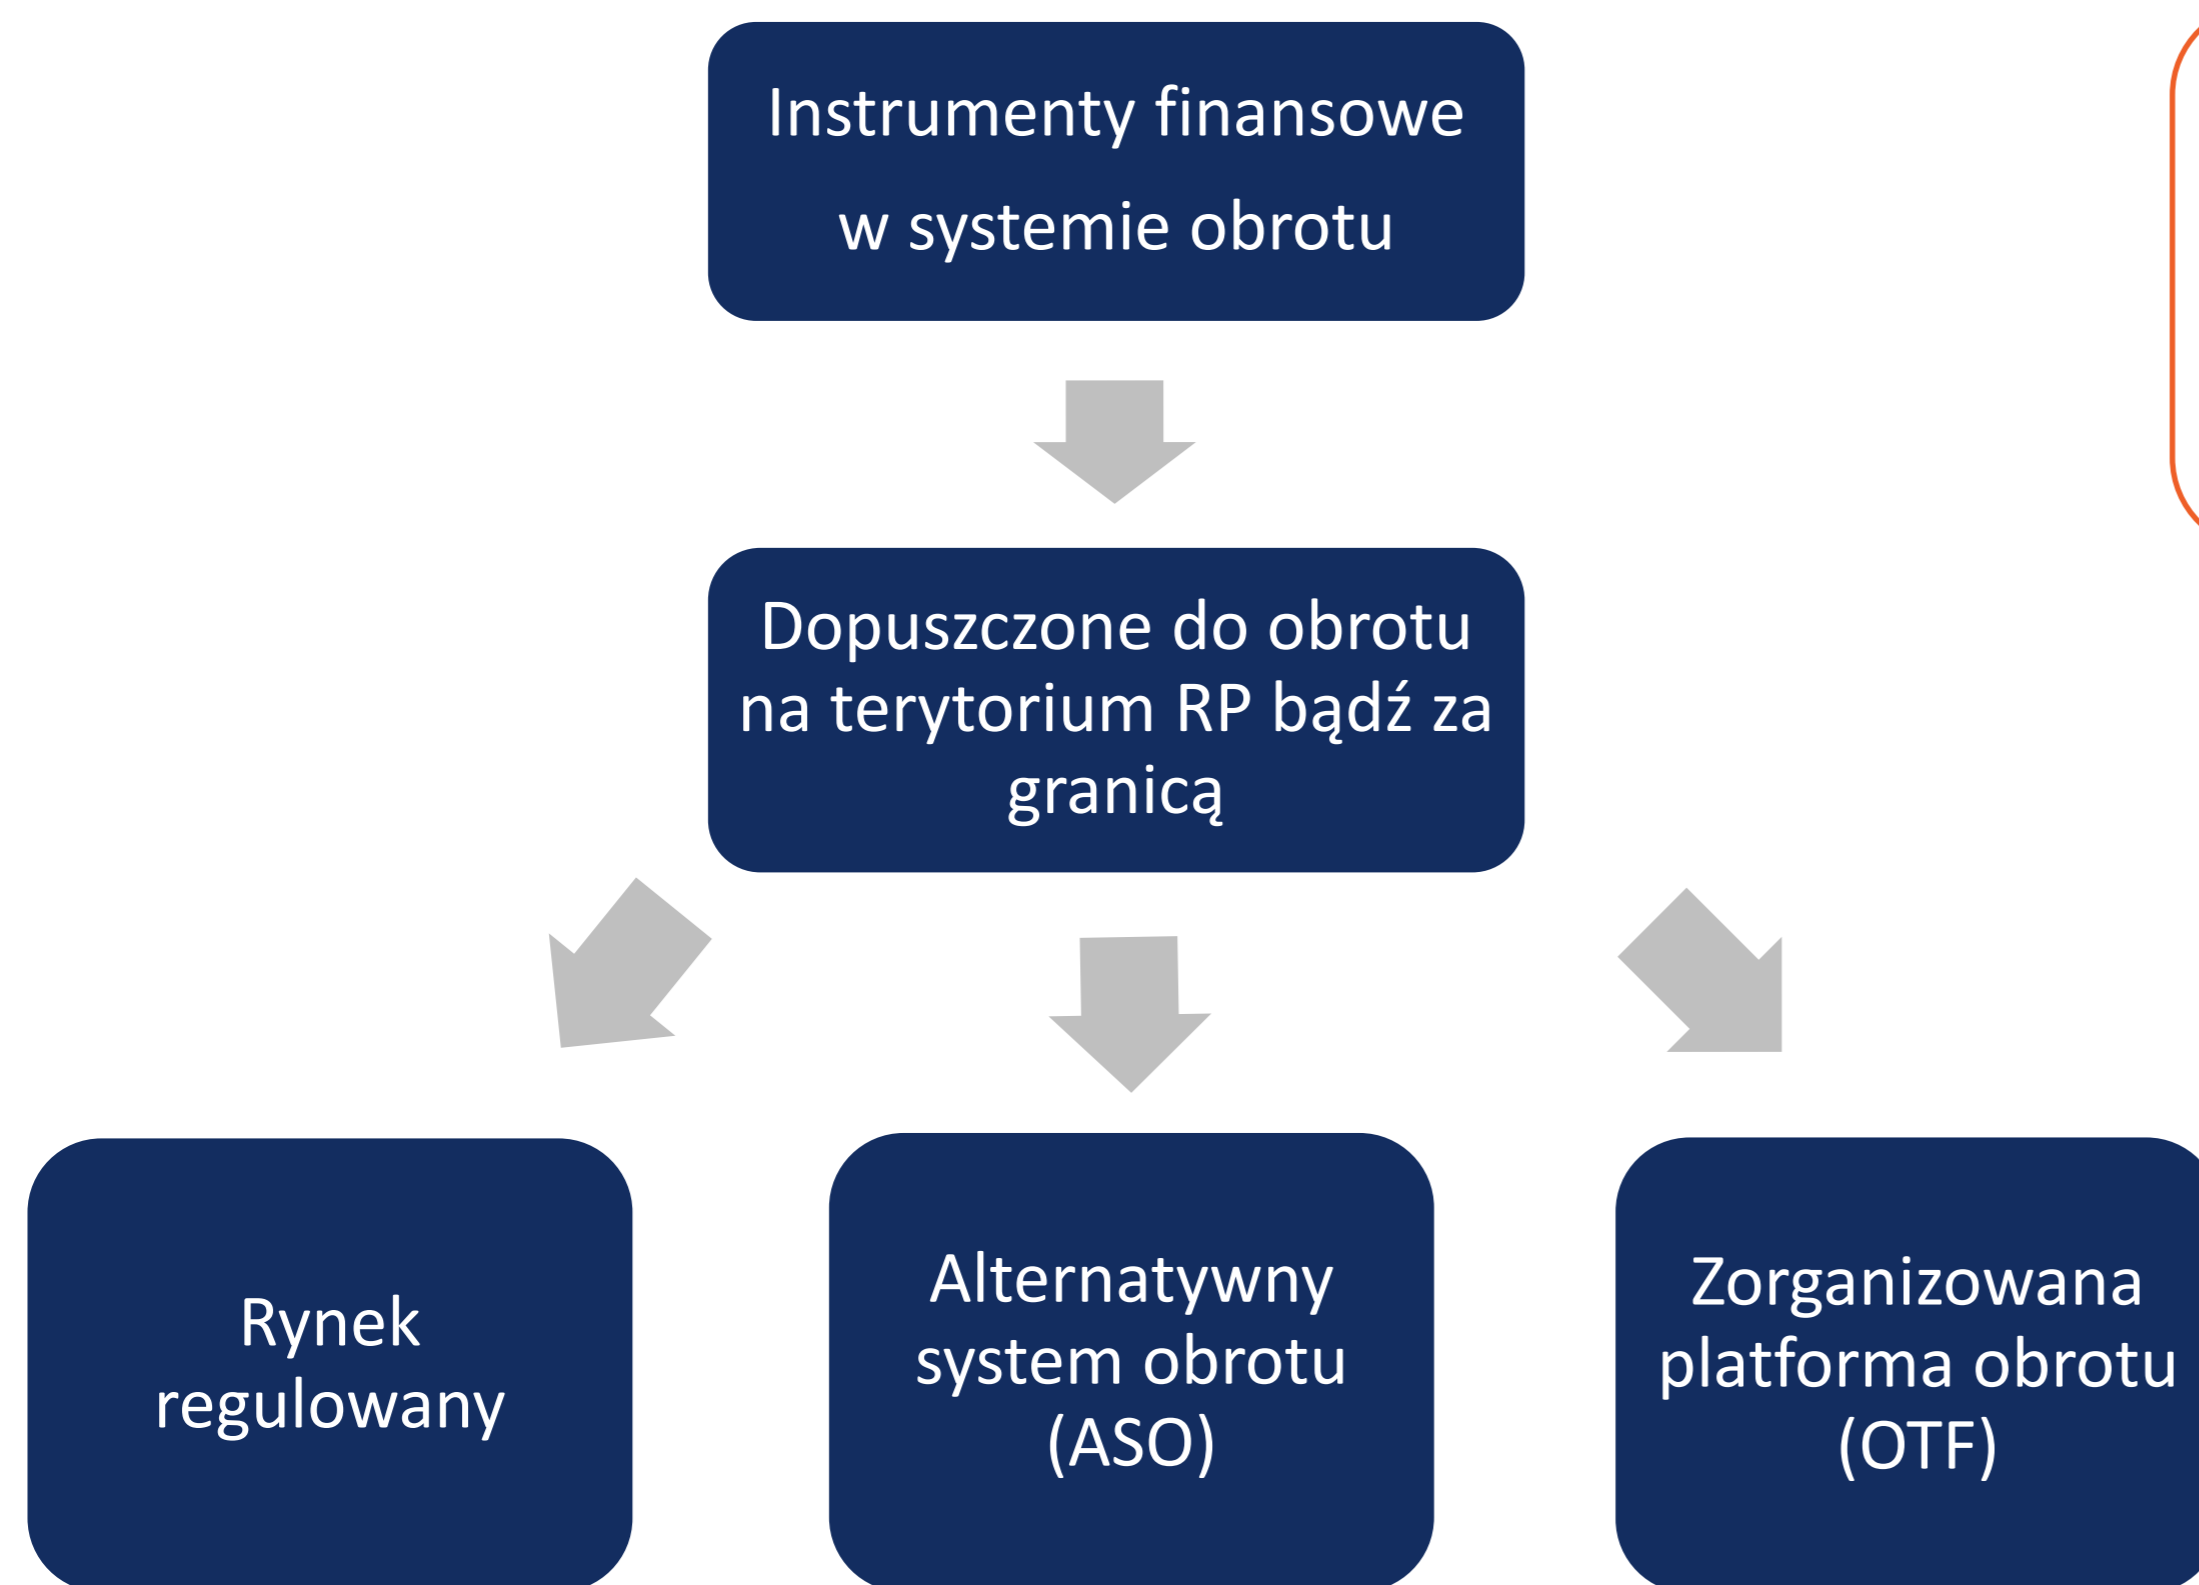 Instrumenty finansowe
w systemie obrotu
Dopuszczone do obrotu
na terytorium RP bądź za
granicą
Rynek
regulowany
Alternatywny
system obrotu
(ASO)
Zorganizowana
platforma obrotu
(OTF)